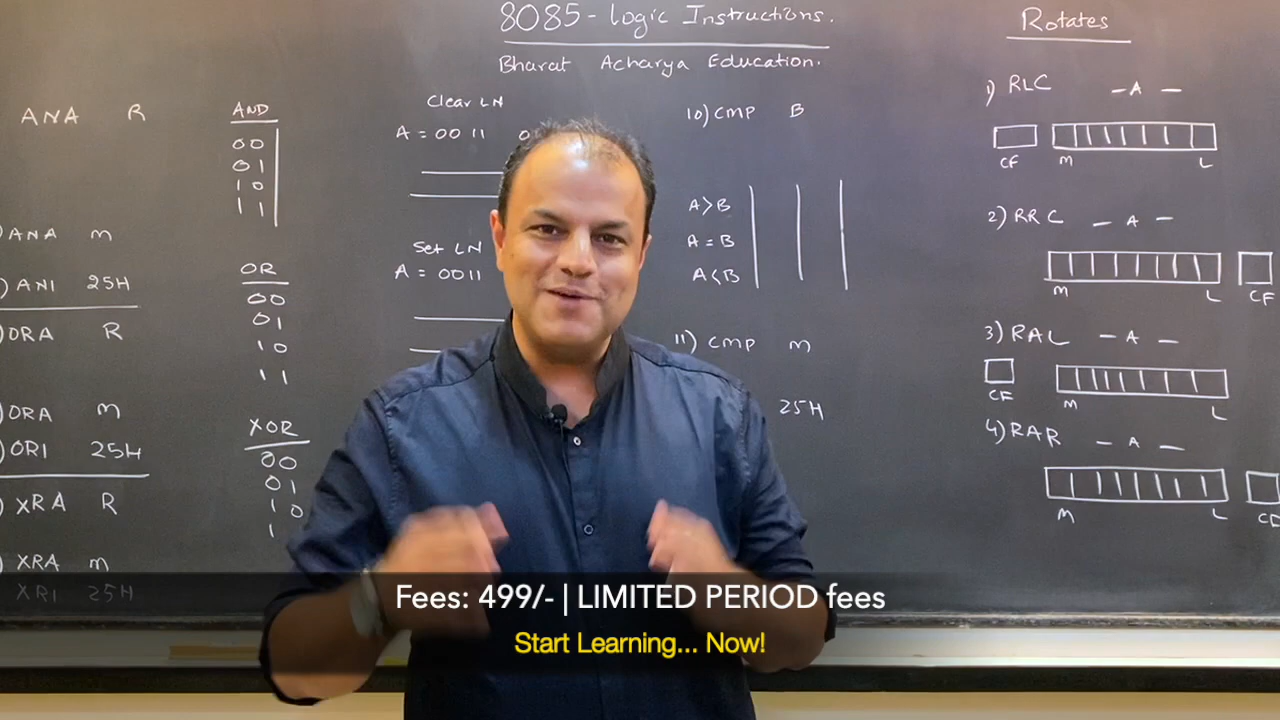 8085 - Logic Instructions.
Bharat Acharya Education.
ANA R
ANA M
ANI 25H
ORA R
ORA M
ORI 25H
XRA R
XRA M
XRI 25H
AND
00
01
10
11
OR
00
01
10
11
XOR
00
01
10
1
Clear LN
A = 0011
Set LN
A = 0011
10) CMP B
A>B
A=B
A<B
11) CMP M
25H
Rotates
1) RLC - A -
CF M L
2) RRC - A -
M L CF
3) RAL - A -
CF M L
4) RAR - A -
M L
Fees: 499/- | LIMITED PERIOD fees
Start Learning... Now!